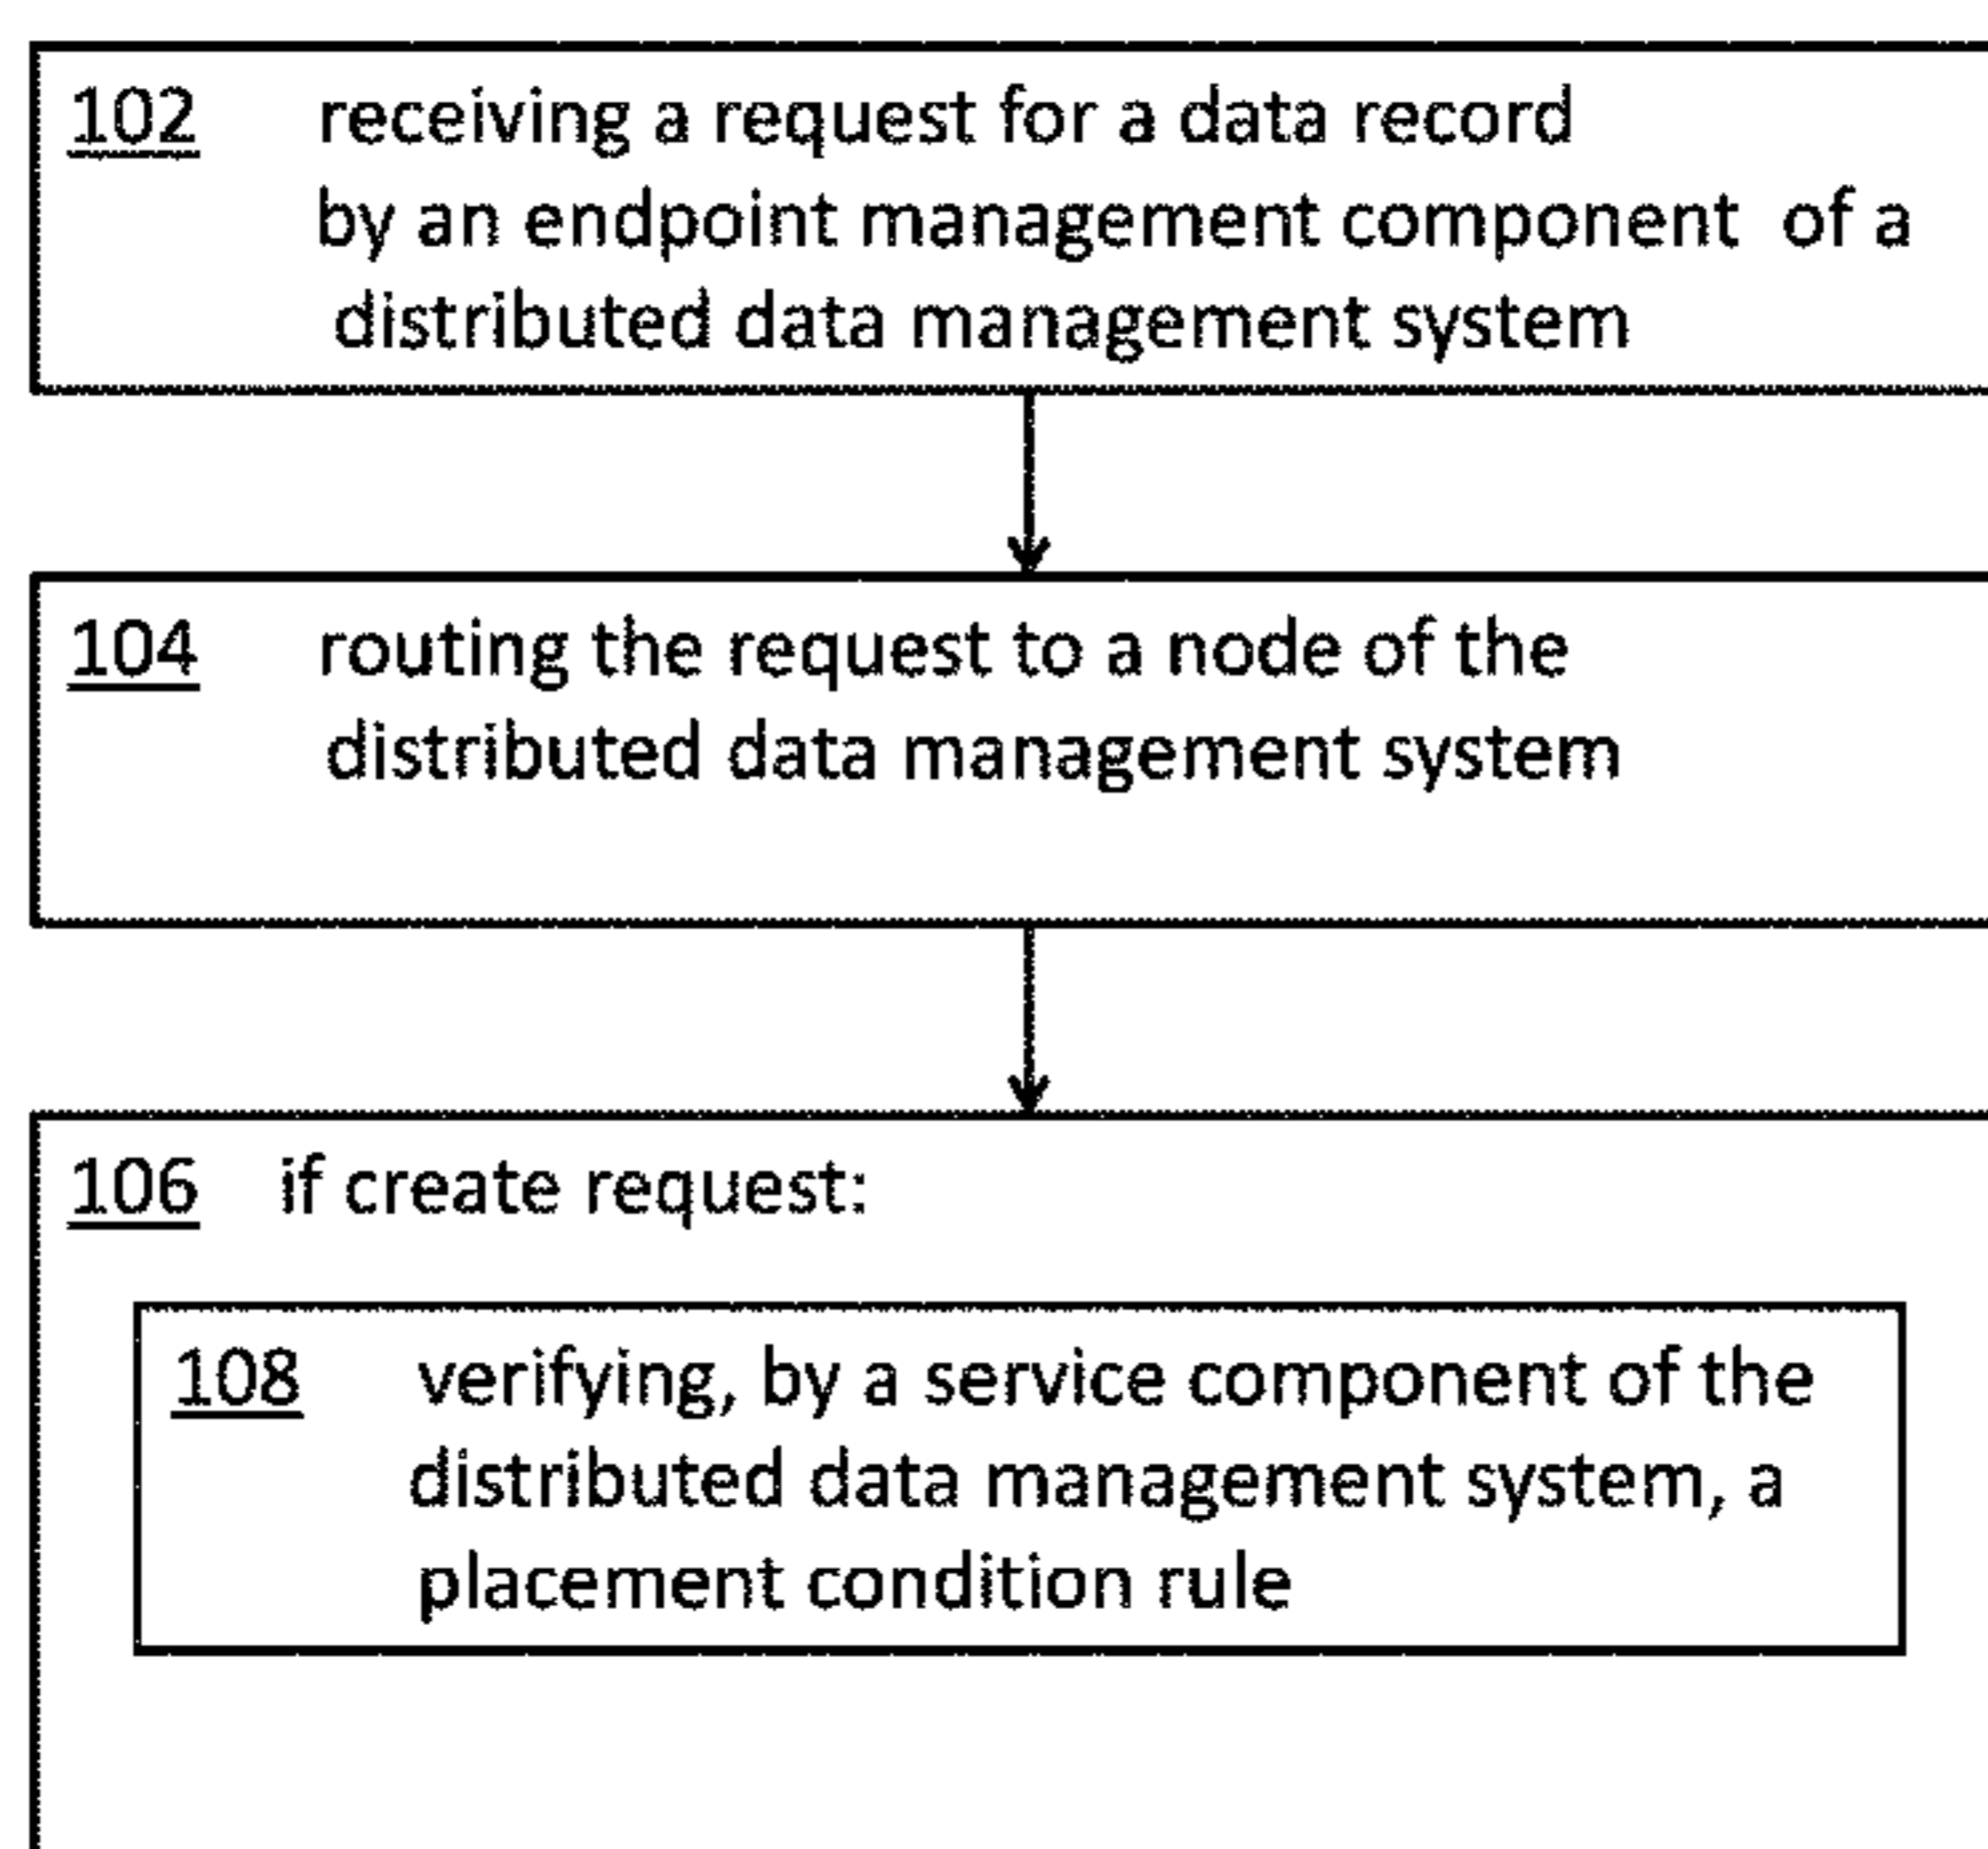 102 receiving a request for a data record
by an endpoint management component of a
distributed data management system
104 routing the request to a node of the
distributed data management system
106 if create request:
108 verifying, by a service component of the
distributed data management system, a
placement condition rule